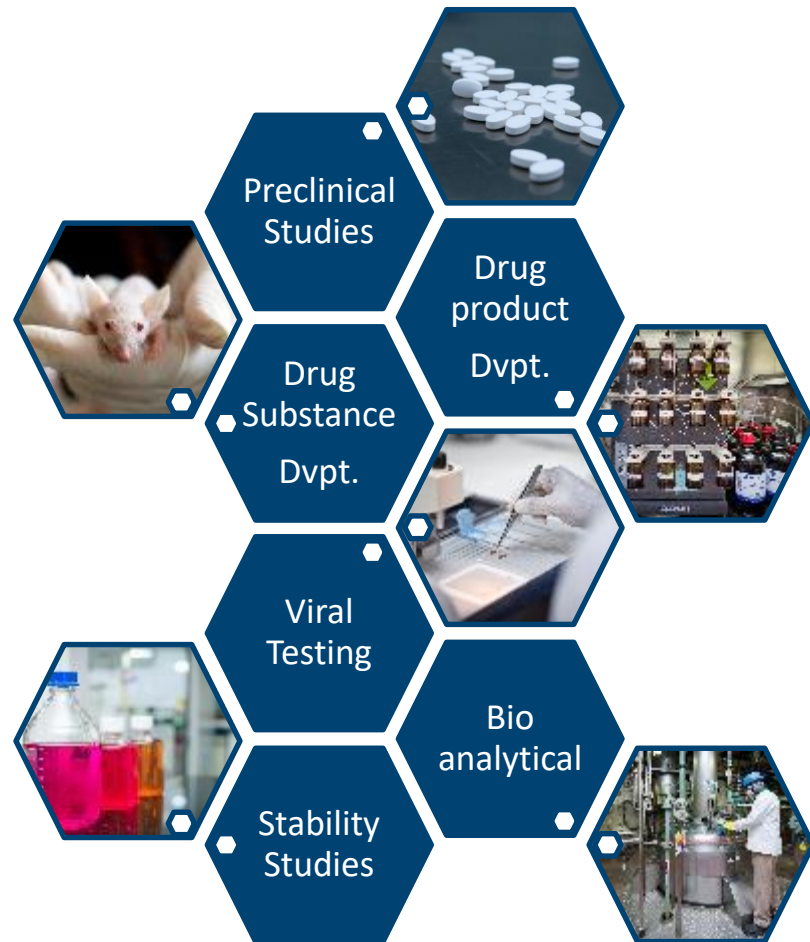 Preclinical
Studies
Drug
product
Dvpt.
Drug
Substance
Dvpt.
Viral
Testing
Bio
analytical
Stability
Studies